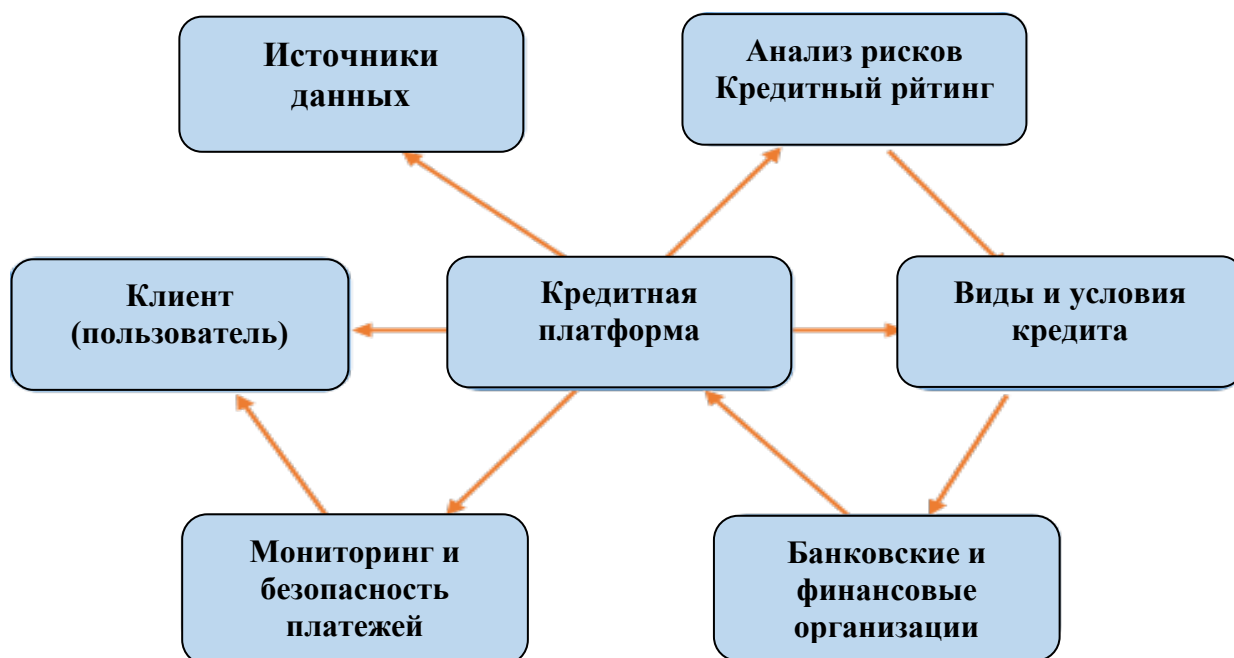 Источники
данных
Анализ рисков
Кредитный рйтинг
Клиент
(пользователь)
Кредитная
платформа
Виды и условия
кредита
Мониторинг и
безопасность
платежей
Банковские и
финансовые
организации